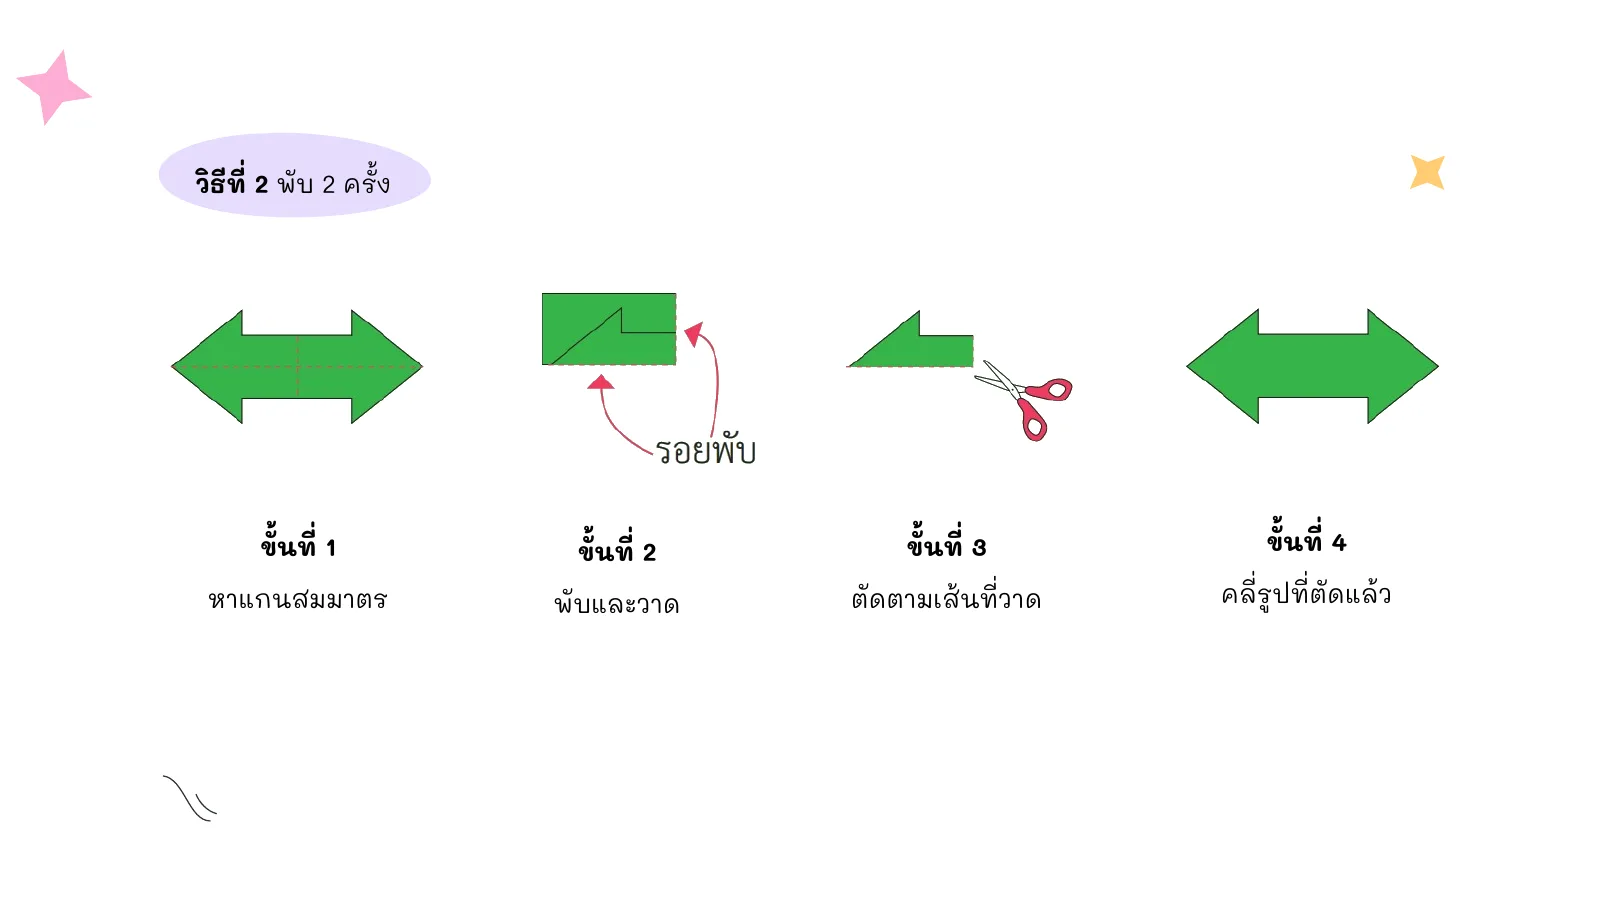 วิธีที่ 2 พับ 2 ครั้ง
รอยพับ
ขั้นที่ 1
หาแกนสมมาตร
ขั้นที่ 2
พับและวาด
ขั้นที่ 3
ตัดตามเส้นที่วาด
ขั้นที่ 4
คลี่รูปที่ตัดแล้ว